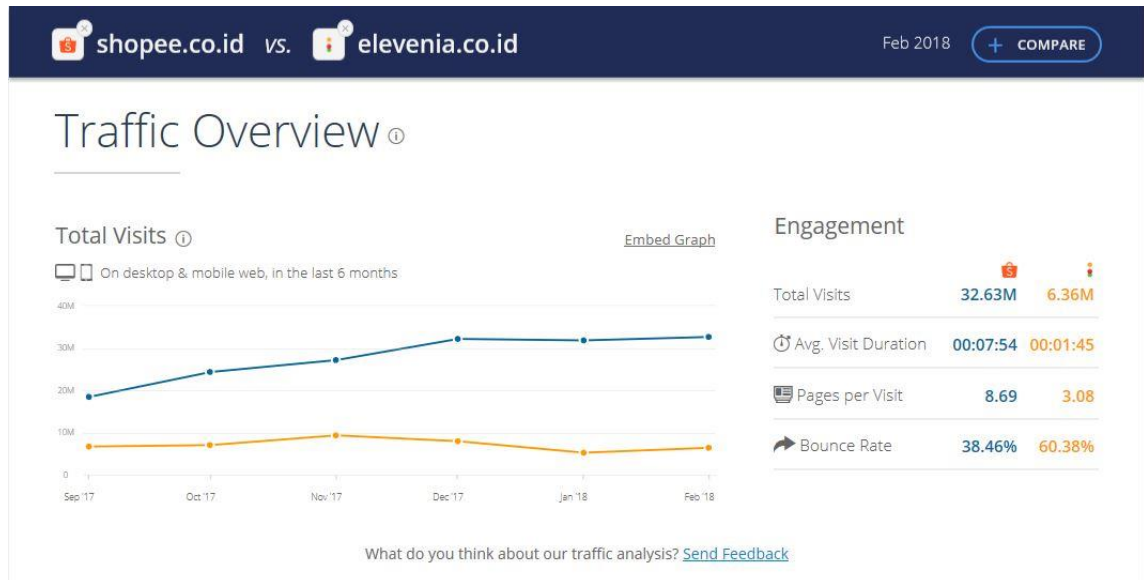 shopee.co.id vs. elevenia.co.id Feb 2018 + COMPARE
Traffic Overview
Total Visits
Embed Graph
On desktop & mobile web, in the last 6 months
40M
30M
20M
10M
0
Sep '17 Oct '17 Nov '17 Dec '17 Jan '18 Feb '18
Engagement
Total Visits 32.63M 6.36M
Avg. Visit Duration 00:07:54 00:01:45
Pages per Visit 8.69 3.08
Bounce Rate 38.46% 60.38%
What do you think about our traffic analysis? Send Feedback